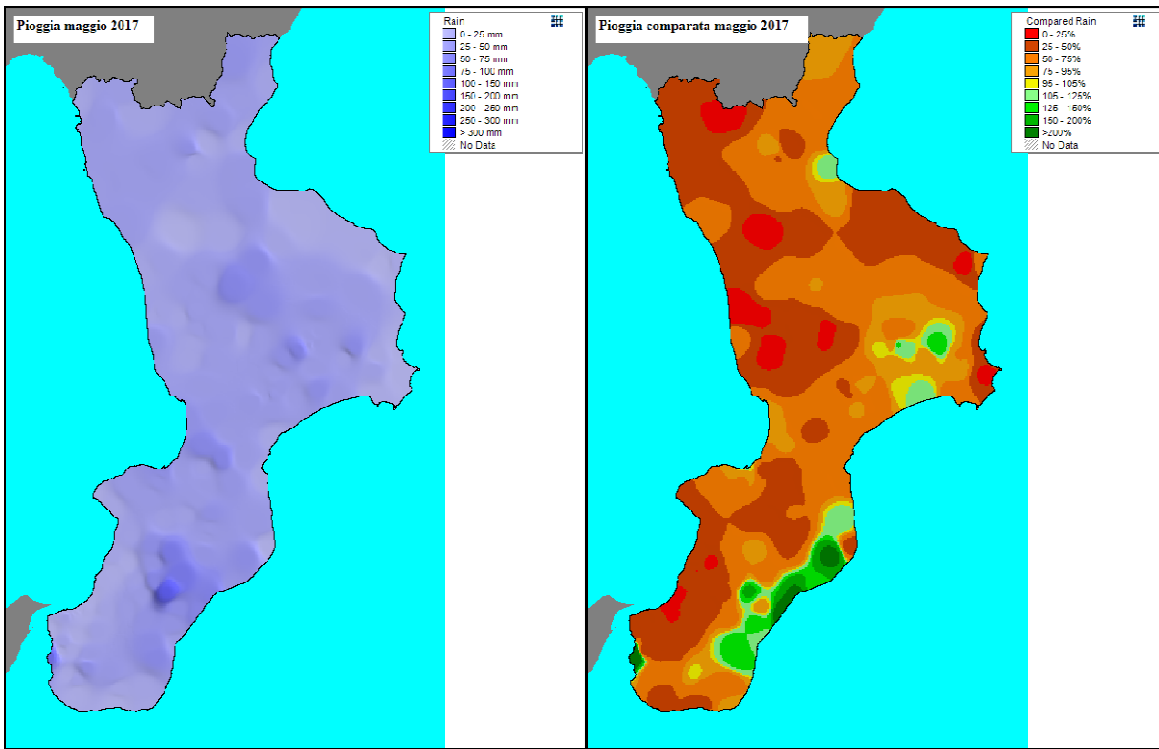 Pioggia maggio 2017
Rain
0 - 25 mm
25 - 50 mm
50 - 75 mm
75 - 100 mm
100 - 150 mm
150 - 200 mm
200 - 250 mm
250 - 300 mm
> 300 mm
No Data
Pioggia comparata maggio 2017
Compared Rain
0 - 25%
25 - 50%
50 - 75%
75 - 95%
95 - 105%
105 - 125%
125 - 150%
150 - 200%
>200%
No Data